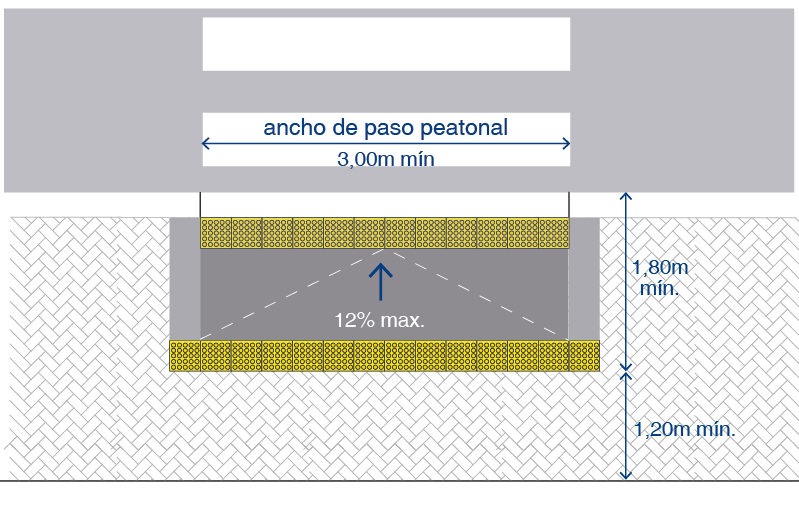 ancho de paso peatonal
3,00m mín
1,80m
mín.
12% max.
1,20m mín.